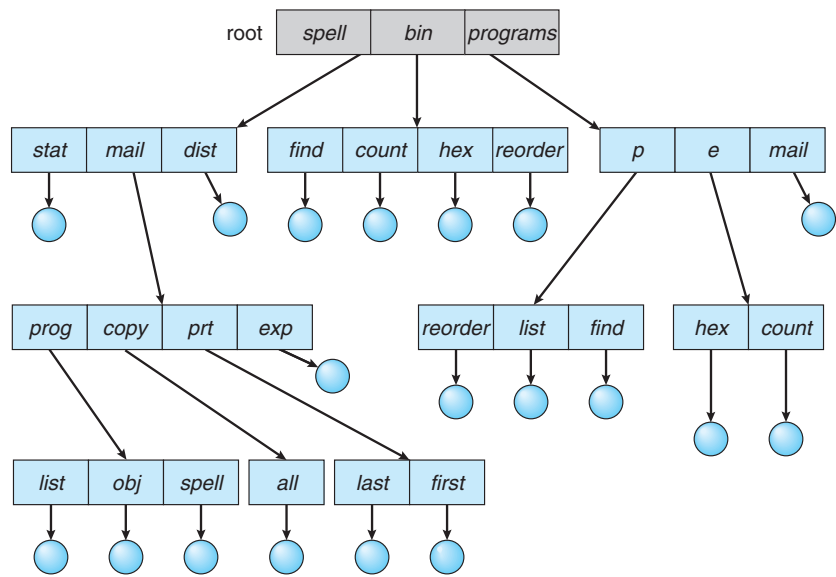 root spell bin programs
stat mail dist find count hex reorder p e mail
prog copy prt exp reorder list find hex count
list obj spell all last first